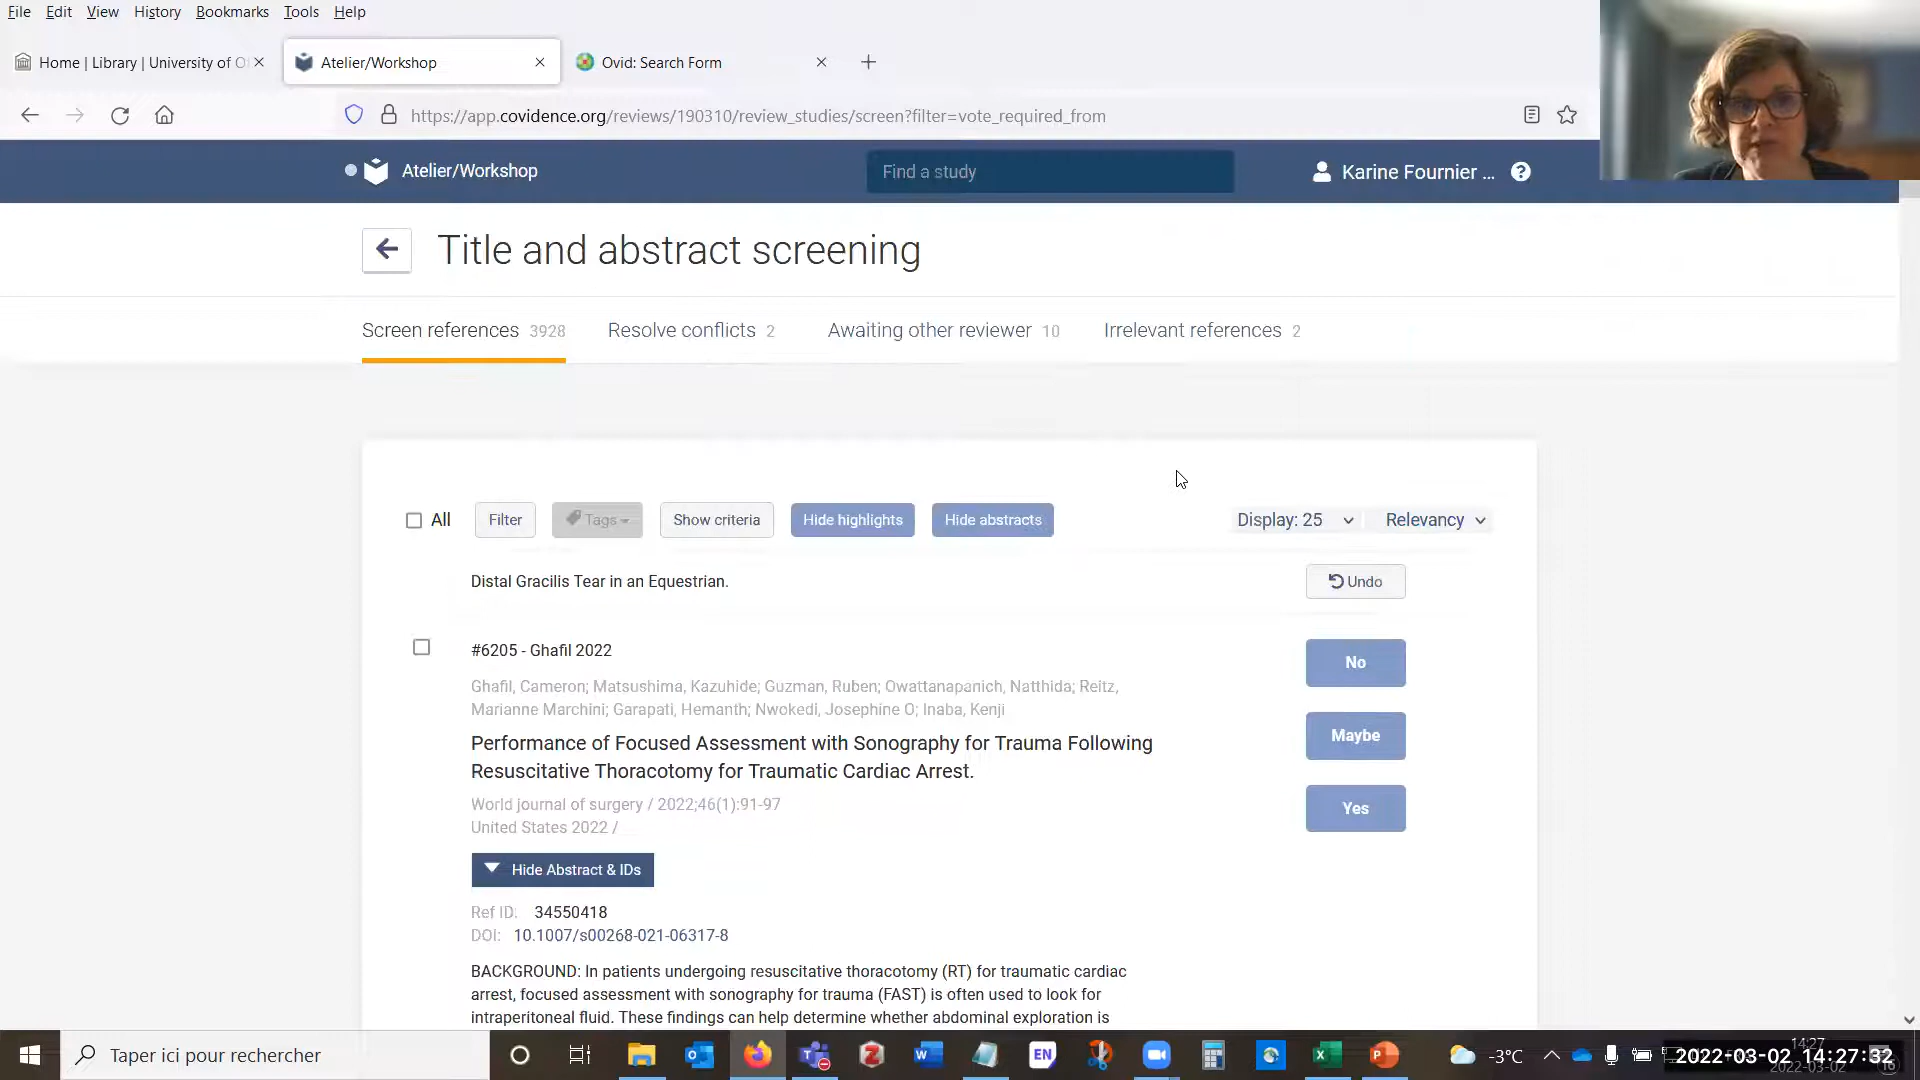 File Edit View History Bookmarks Tools Help
Home | Library | University of O
Atelier/Workshop
Ovid: Search Form
https://app.covidence.org/reviews/190310/review_studies/screen?filter=vote_required_from
Atelier/Workshop
Find a study
Karine Fournier ...
Title and abstract screening
Screen references 3928
Resolve conflicts 2
Awaiting other reviewer 10
Irrelevant references 2
All
Filter
Tags
Show criteria
Hide highlights
Hide abstracts
Display: 25
Relevancy
Distal Gracilis Tear in an Equestrian.
Undo
#6205 - Ghafil 2022
No
Ghafil, Cameron; Matsushima, Kazuhide; Guzman, Ruben; Owattanapanich, Natthida; Reitz,
Marianne Marchini; Garapati, Hemanth; Nwokedi, Josephine O; Inaba, Kenji
Performance of Focused Assessment with Sonography for Trauma Following
Maybe
Resuscitative Thoracotomy for Traumatic Cardiac Arrest.
World journal of surgery / 2022;46(1):91-97
Yes
United States 2022 /
Hide Abstract & IDs
Ref ID: 34550418
DOI: 10.1007/s00268-021-06317-8
BACKGROUND: In patients undergoing resuscitative thoracotomy (RT) for traumatic cardiac
arrest, focused assessment with sonography for trauma (FAST) is often used to look for
intraperitoneal fluid. These findings can help determine whether abdominal exploration is
Taper ici pour rechercher
EN
-3°C
14:27
2022-03-02 14:27:32
2022-03-02
16